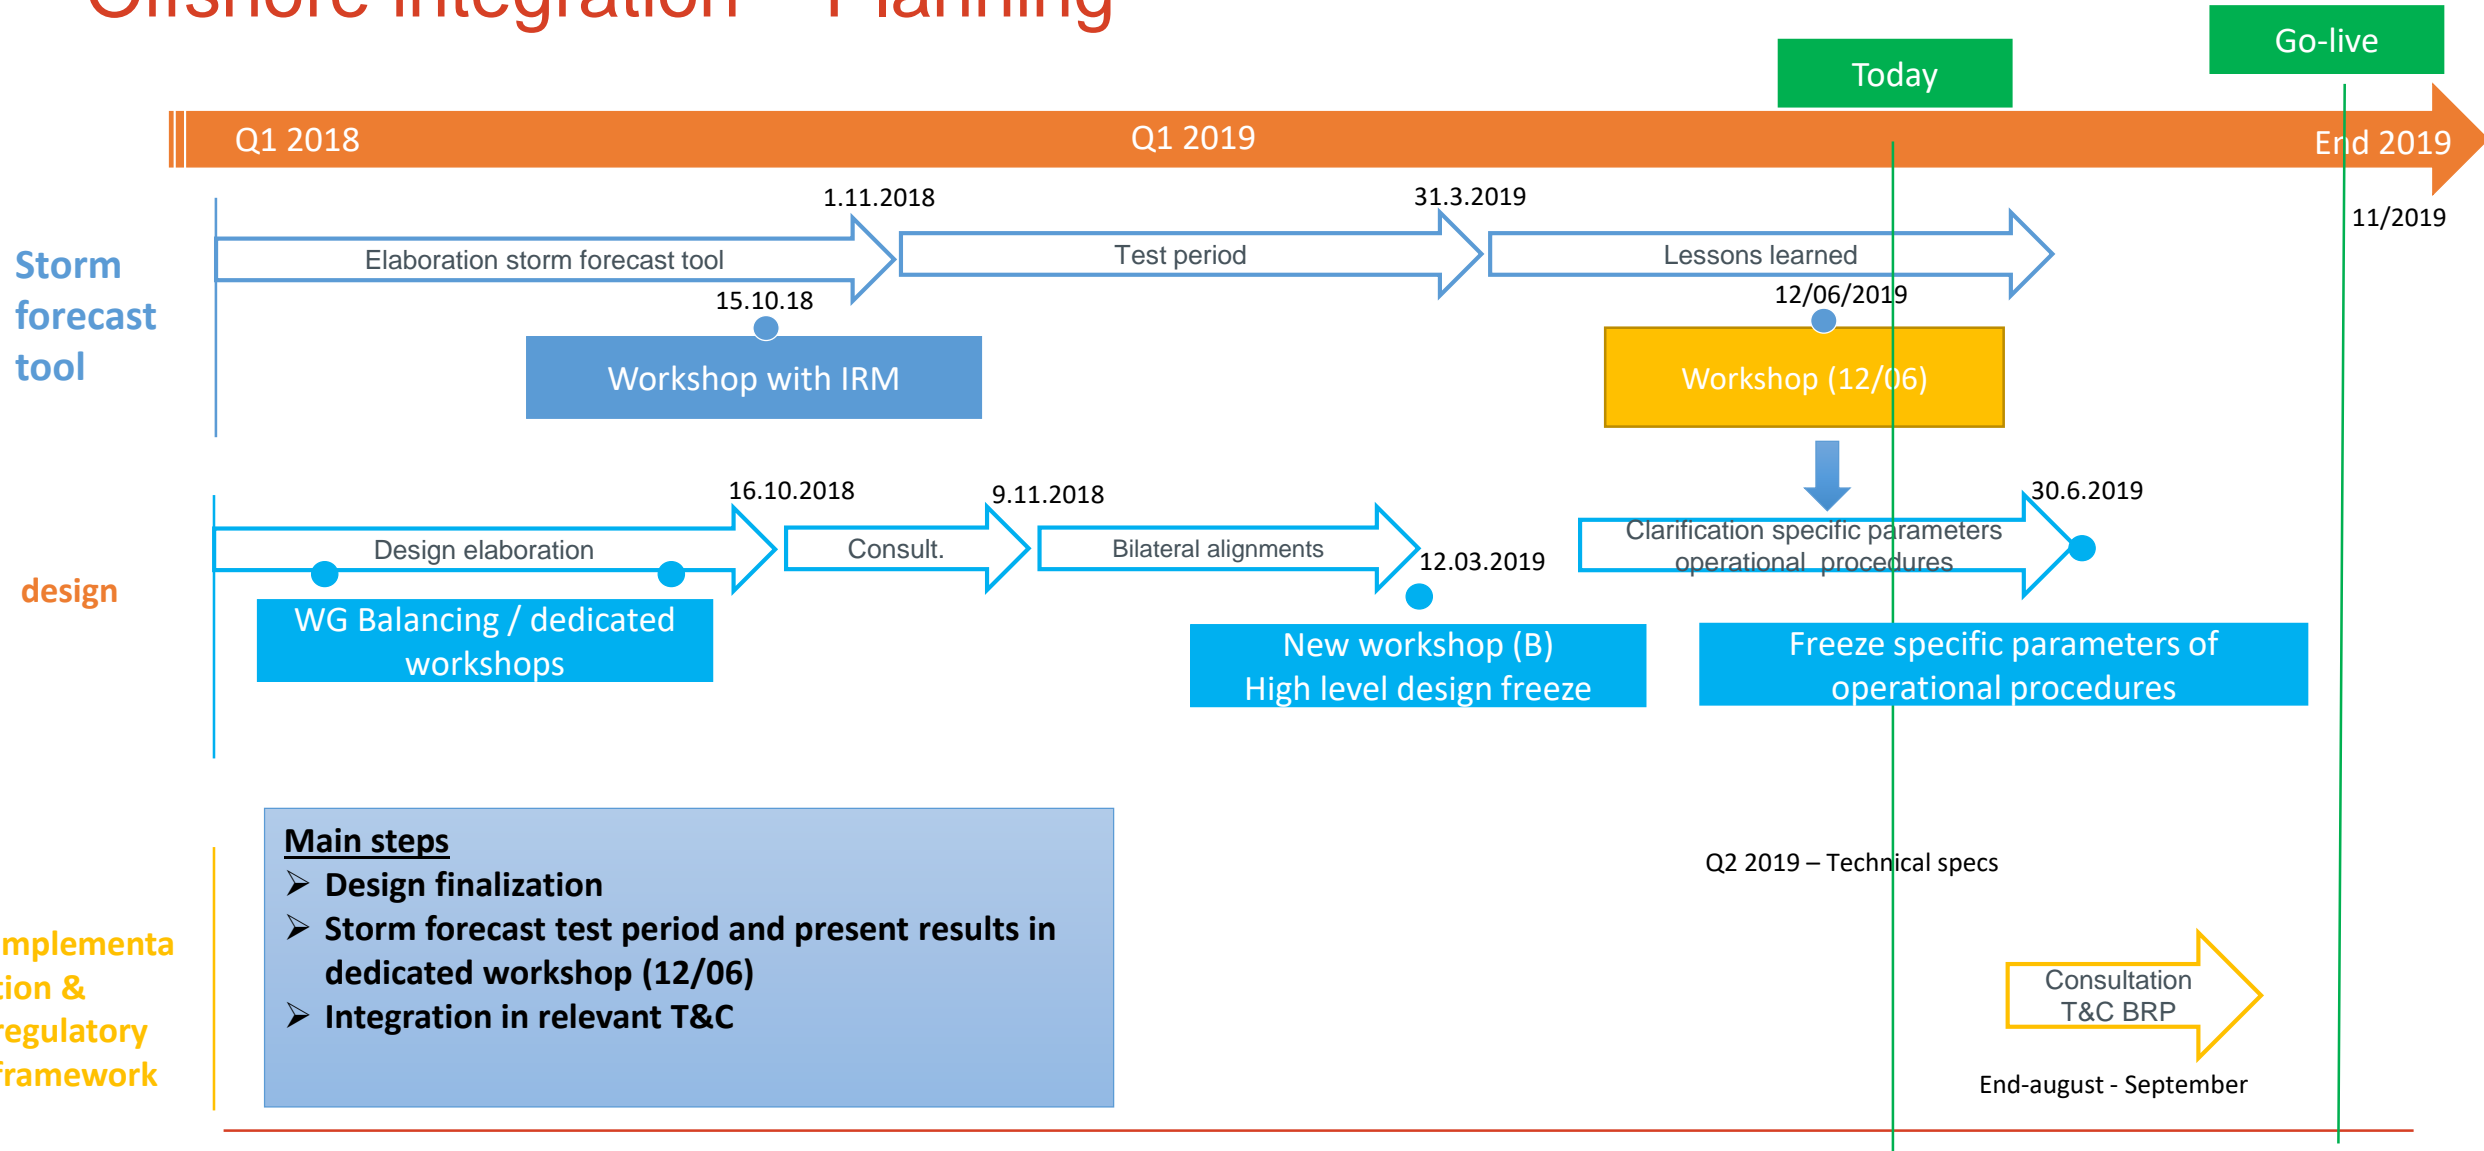 Offshore integration - Planning
Go-live
Today
Q1 2018
Q1 2019
End 2019
11/2019
Storm
forecast
tool
1.11.2018
31.3.2019
Elaboration storm forecast tool
Test period
Lessons learned
15.10.18
12/06/2019
Workshop with IRM
Workshop (12/06)
design
16.10.2018
9.11.2018
12.03.2019
30.6.2019
Design elaboration
Consult.
Bilateral alignments
Clarification specific parameters
operational procedures
WG Balancing / dedicated
workshops
New workshop (B)
High level design freeze
Freeze specific parameters of
operational procedures
mplementa
tion &
regulatory
framework
Main steps
➢ Design finalization
➢ Storm forecast test period and present results in
dedicated workshop (12/06)
➢ Integration in relevant T&C
Q2 2019 – Technical specs
Consultation
T&C BRP
End-august - September